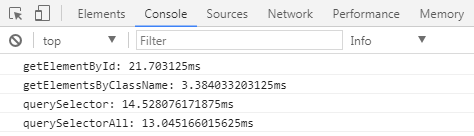 Elements Console Sources Network Performance Memory
top Filter Info
getElementById: 21.703125ms
getElementsByClassName: 3.384033203125ms
querySelector: 14.528076171875ms
querySelectorAll: 13.045166015625ms